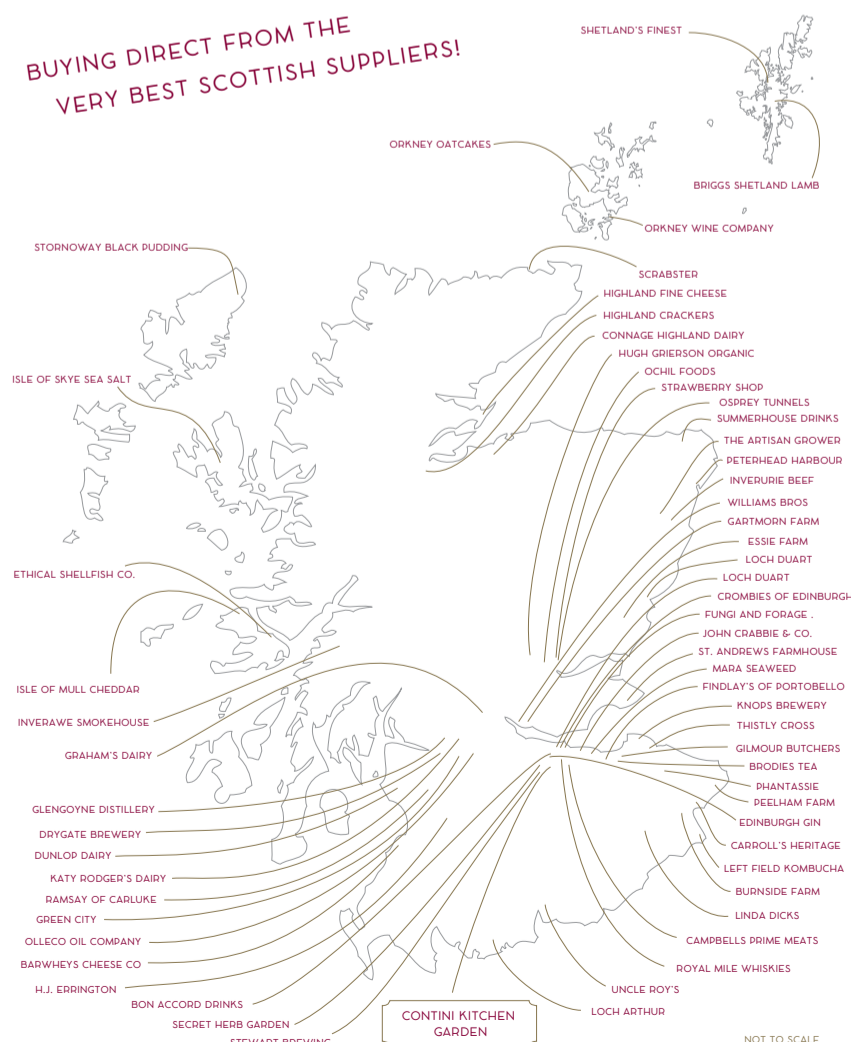 BUYING DIRECT FROM THE
VERY BEST SCOTTISH SUPPLIERS!
SHETLAND'S FINEST
ORKNEY OATCAKES
BRIGGS SHETLAND LAMB
ORKNEY WINE COMPANY
STORNOWAY BLACK PUDDING
SCRABSTER
HIGHLAND FINE CHEESE
HIGHLAND CRACKERS
CONNAGE HIGHLAND DAIRY
HUGH GRIERSON ORGANIC
OCHIL FOODS
ISLE OF SKYE SEA SALT
STRAWBERRY SHOP
OSPREY TUNNELS
SUMMERHOUSE DRINKS
THE ARTISAN GROWER
PETERHEAD HARBOUR
INVERURIE BEEF
WILLIAMS BROS
GARTMORN FARM
ESSIE FARM
LOCH DUART
ETHICAL SHELLFISH CO.
LOCH DUART
CROMBIES OF EDINBURGH
FUNGI AND FORAGE .
JOHN CRABBIE & CO.
ST. ANDREWS FARMHOUSE
MARA SEAWEED
ISLE OF MULL CHEDDAR
FINDLAY'S OF PORTOBELLO
KNOPS BREWERY
INVERAWE SMOKEHOUSE
THISTLY CROSS
GILMOUR BUTCHERS
GRAHAM'S DAIRY
BRODIES TEA
PHANTASSIE
PEELHAM FARM
GLENGOYNE DISTILLERY
EDINBURGH GIN
DRYGATE BREWERY
CARROLL'S HERITAGE
DUNLOP DAIRY
LEFT FIELD KOMBUCHA
KATY RODGER'S DAIRY
BURNSIDE FARM
RAMSAY OF CARLUKE
LINDA DICKS
GREEN CITY
OLLECO OIL COMPANY
CAMPBELLS PRIME MEATS
BARWHEYS CHEESE CO
ROYAL MILE WHISKIES
H.J. ERRINGTON
UNCLE ROY'S
BON ACCORD DRINKS
LOCH ARTHUR
CONTINI KITCHEN
GARDEN
SECRET HERB GARDEN
STEWART BREWING
NOT TO SCALE